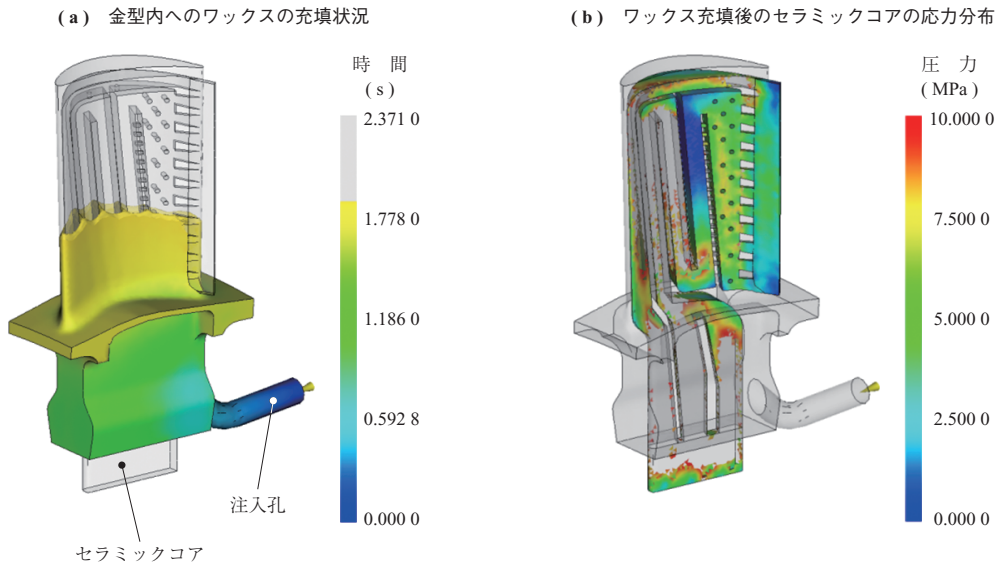 ( a ) 金型内へのワックスの充填状況
時 間
( s )
2.371 0
1.778 0
1.186 0
0.592 8
0.000 0
注入孔
セラミックコア
( b ) ワックス充填後のセラミックコアの応力分布
圧 力
( MPa )
10.000 0
7.500 0
5.000 0
2.500 0
0.000 0